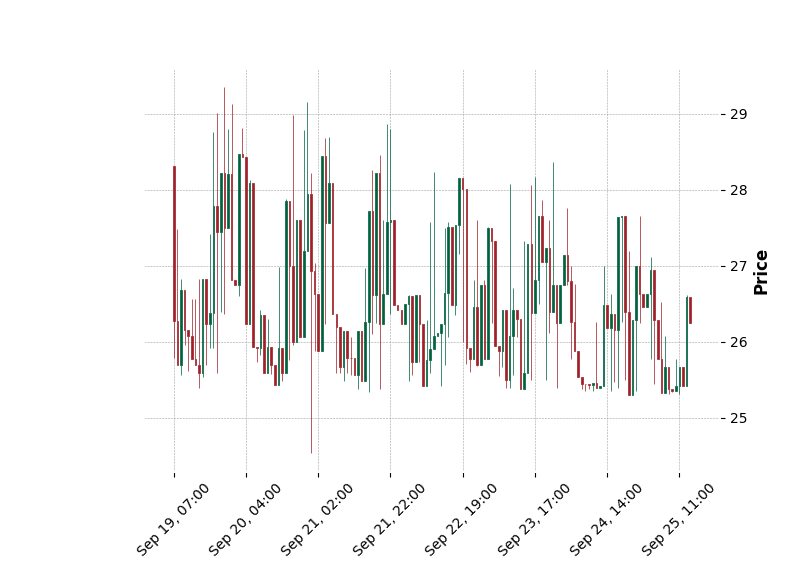 29
28
27
26
25
Price
Sep 19, 07:00
Sep 20, 04:00
Sep 21, 02:00
Sep 21, 22:00
Sep 22, 19:00
Sep 23, 17:00
Sep 24, 14:00
Sep 25, 11:00